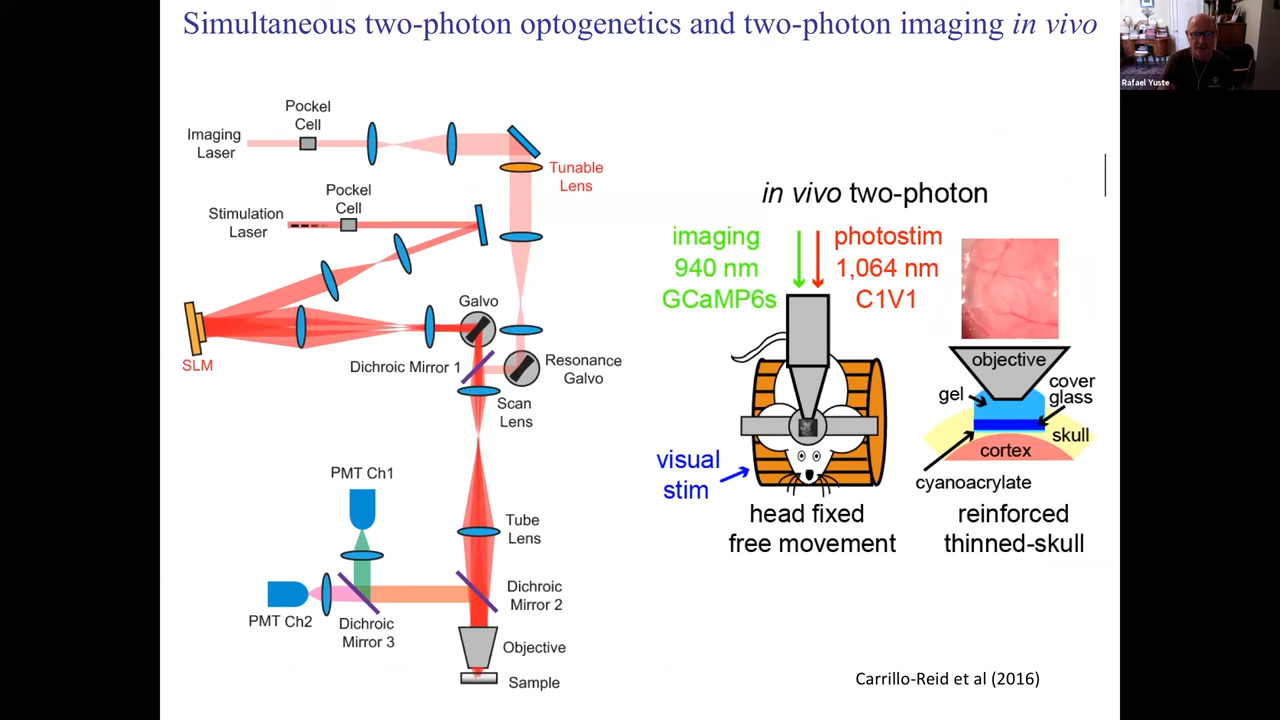 Simultaneous two-photon optogenetics and two-photon imaging in vivo
Rafael Yuste
Imaging
Laser
Pockel
Cell
Tunable
Lens
Stimulation
Laser
Pockel
Cell
SLM
Galvo
Dichroic Mirror 1
Resonance
Galvo
Scan
Lens
PMT Ch1
Tube
Lens
PMT Ch2
Dichroic
Mirror 3
Dichroic
Mirror 2
Objective
Sample
in vivo two-photon
imaging
940 nm
GCaMP6s
photostim
1,064 nm
C1V1
visual
stim
head fixed
free movement
objective
gel
cover
glass
skull
cortex
cyanoacrylate
reinforced
thinned-skull
Carrillo-Reid et al (2016)